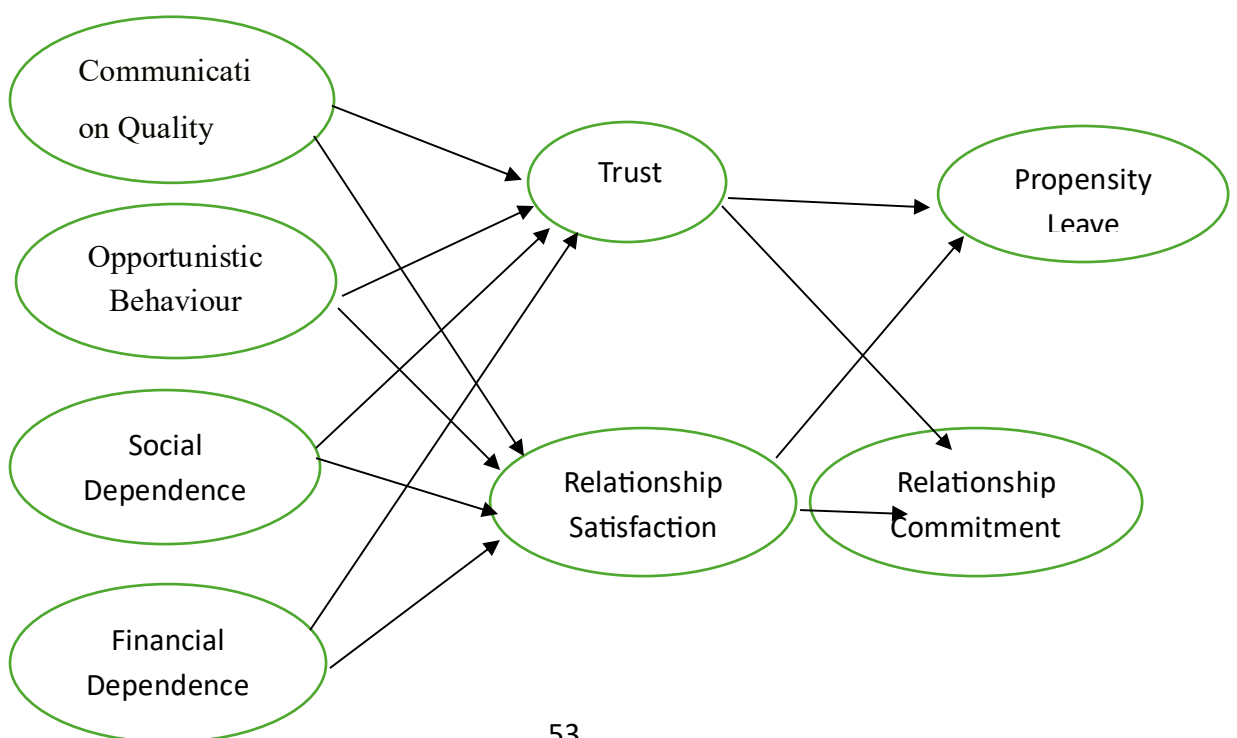 Communicati
on Quality
Opportunistic
Behaviour
Social
Dependence
Financial
Dependence
Trust
Relationship
Satisfaction
Propensity
Leave
Relationship
Commitment
53